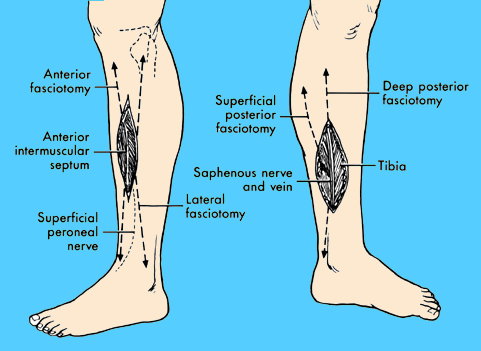 Anterior
fasciotomy
Anterior
intermuscular
septum
Superficial
peroneal
nerve
Lateral
fasciotomy
Superficial
posterior
fasciotomy
Saphenous nerve
and vein
Deep posterior
fasciotomy
Tibia